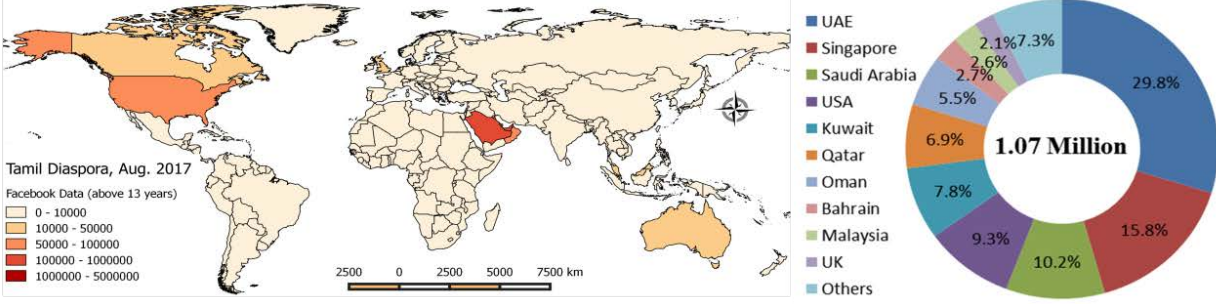 Tamil Diaspora, Aug. 2017
Facebook Data (above 13 years)
0 - 10000
10000 - 50000
50000 - 100000
100000 - 1000000
1000000 - 5000000
2500 0 2500 5000 7500 km
UAE
Singapore
Saudi Arabia
USA
Kuwait
Qatar
Oman
Bahrain
Malaysia
UK
Others
29.8%
15.8%
10.2%
9.3%
7.8%
6.9%
5.5%
2.7%
2.6%
2.1%
7.3%
1.07 Million